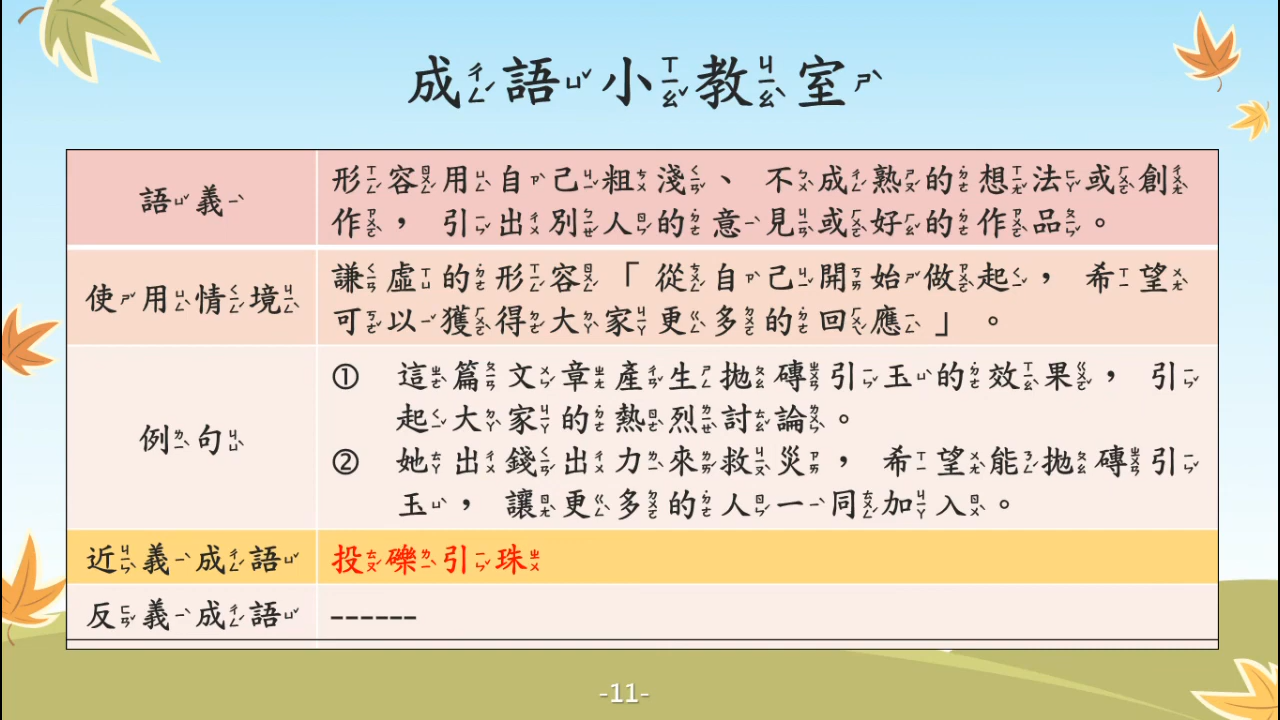 成語小教室
語義
形容用自己粗淺、不成熟的想法或創
作，引出別人的意見或好的作品。
使用情境
謙虛的形容「從自己開始做起，希望
可以獲得大家更多的回應」。
例句
① 這篇文章產生拋磚引玉的效果，引
起大家的熱烈討論。
② 她出錢出力來救災，希望能拋磚引
玉，讓更多的人一同加入。
近義成語
投礫引珠
反義成語
------
-11-